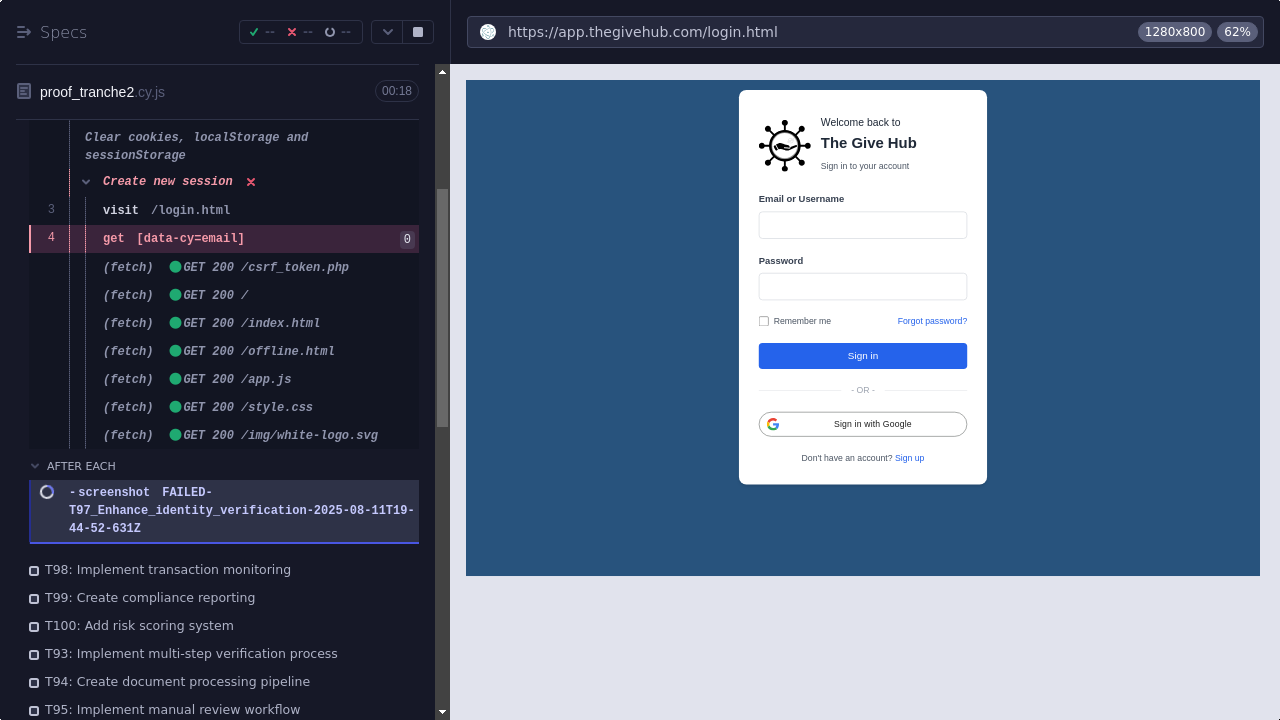 Specs
--
--
--
https://app.thegivehub.com/login.html
1280x800
62%
proof_tranche2.cy.js
00:18
Clear cookies, localStorage and
sessionStorage
Create new session
3 visit /login.html
4 get [data-cy=email] 0
(fetch) GET 200 /csrf_token.php
(fetch) GET 200 /
(fetch) GET 200 /index.html
(fetch) GET 200 /offline.html
(fetch) GET 200 /app.js
(fetch) GET 200 /style.css
(fetch) GET 200 /img/white-logo.svg
AFTER EACH
-screenshot FAILED-
T97_Enhance_identity_verification-2025-08-11T19-
44-52-631Z
T98: Implement transaction monitoring
T99: Create compliance reporting
T100: Add risk scoring system
T93: Implement multi-step verification process
T94: Create document processing pipeline
T95: Implement manual review workflow
Welcome back to
The Give Hub
Sign in to your account
Email or Username
Password
Remember me
Forgot password?
Sign in
- OR -
Sign in with Google
Don't have an account? Sign up